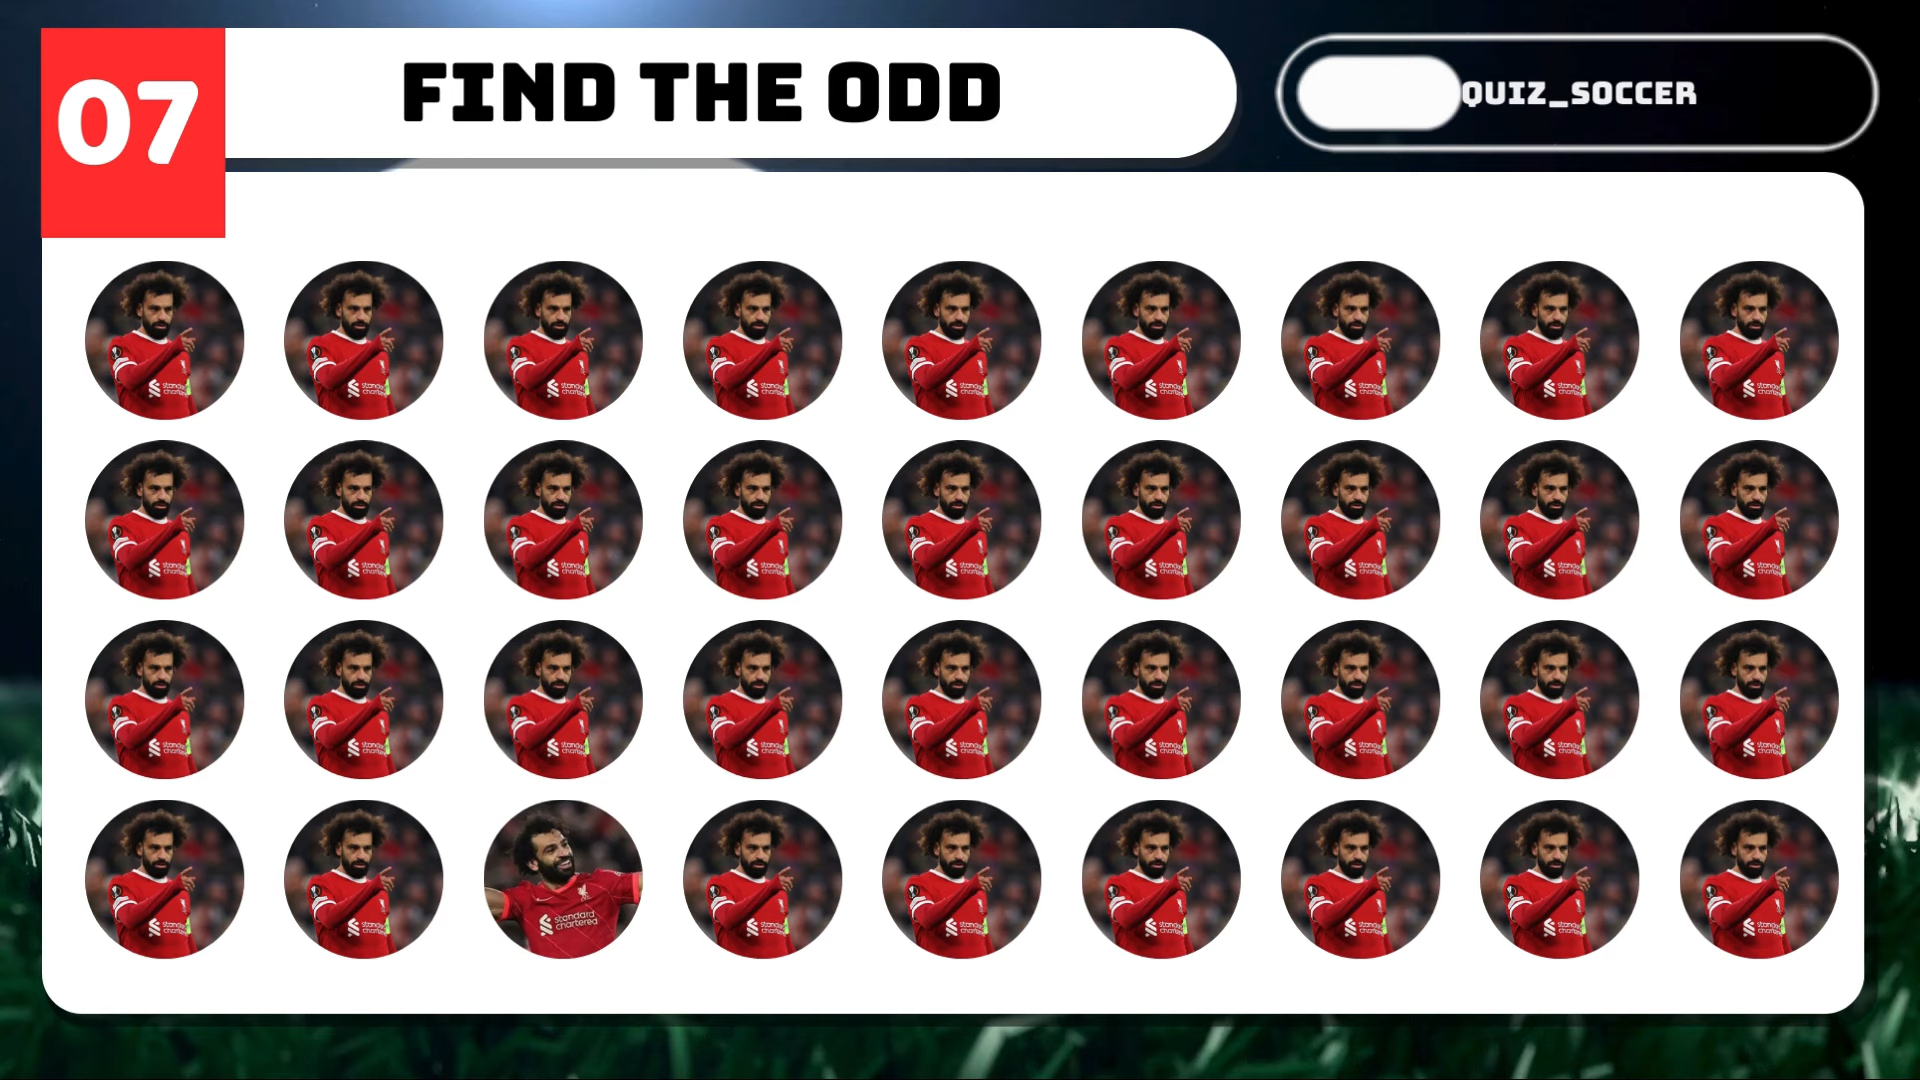 07
FIND THE ODD
QUIZ_SOCCER
standard
chartered